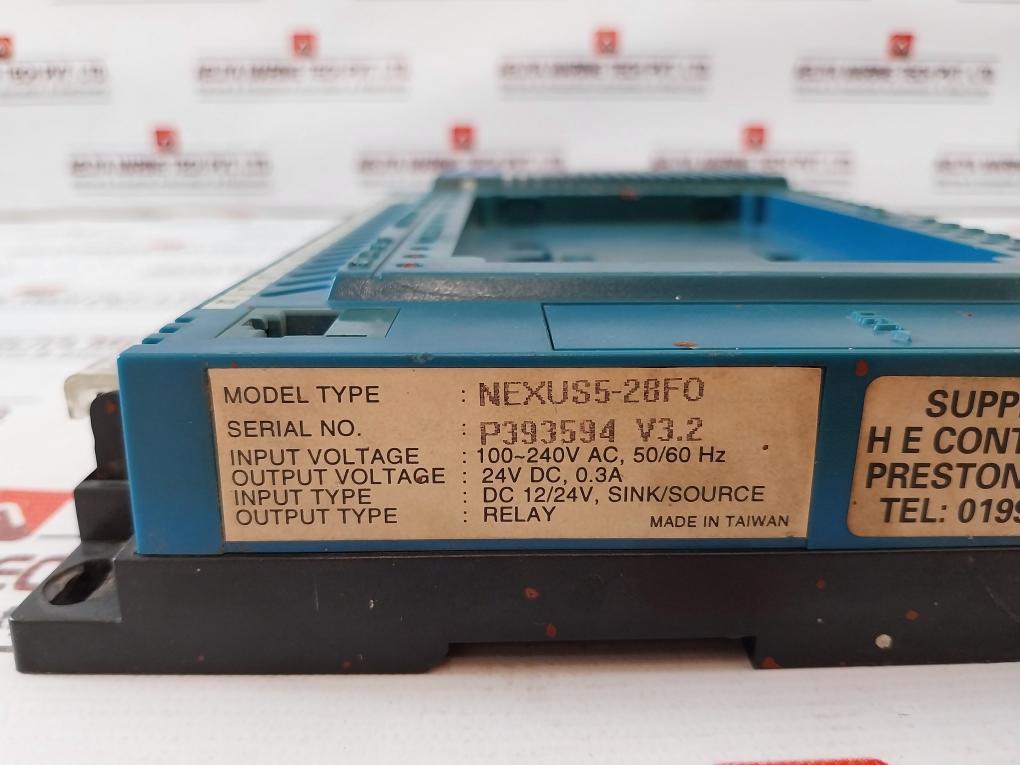 MODEL TYPE : NEXUS5-28FO
SERIAL NO. : P393594 V3.2
INPUT VOLTAGE : 100~240V AC, 50/60 Hz
OUTPUT VOLTAGE : 24V DC, 0.3A
INPUT TYPE : DC 12/24V, SINK/SOURCE
OUTPUT TYPE : RELAY
MADE IN TAIWAN
SUPP
H E CONT
PRESTON
TEL: 019